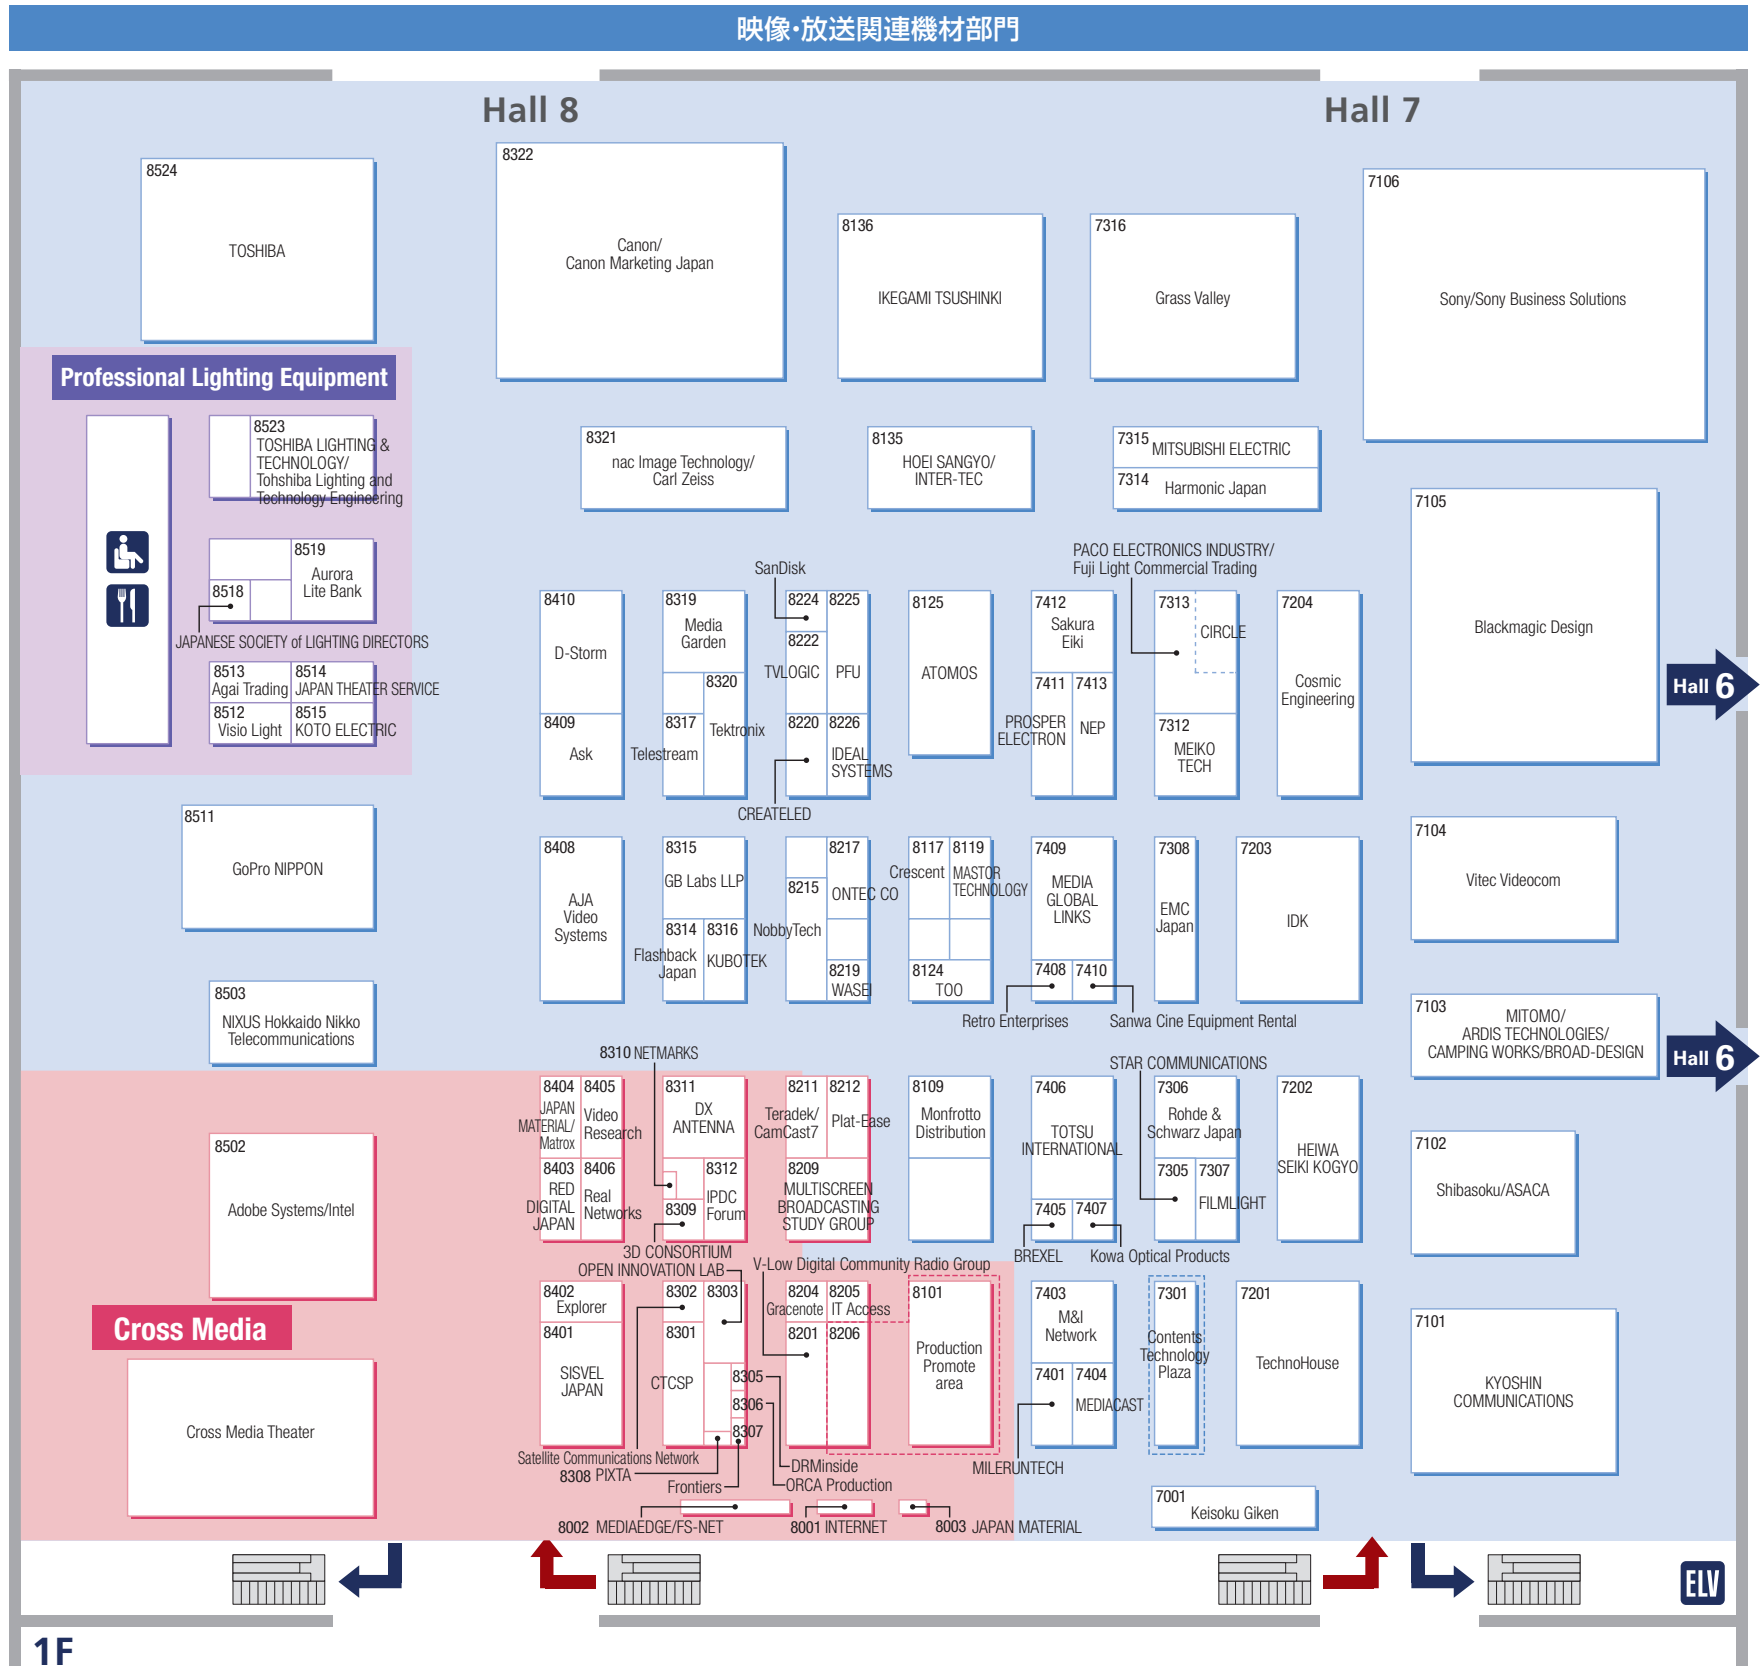 映像・放送関連機材部門
Hall 8
Hall 7
8524
TOSHIBA
8322
Canon/
Canon Marketing Japan
8136
IKEGAMI TSUSHINKI
7316
Grass Valley
7106
Sony/Sony Business Solutions
Professional Lighting Equipment
8523
TOSHIBA LIGHTING &
TECHNOLOGY/
Tohshiba Lighting and
Technology Engineering
8519
Aurora
Lite Bank
8518
JAPANESE SOCIETY of LIGHTING DIRECTORS
8513
Agai Trading
8514
JAPAN THEATER SERVICE
8512
Visio Light
8515
KOTO ELECTRIC
8321
nac Image Technology/
Carl Zeiss
8135
HOEI SANGYO/
INTER-TEC
7315
MITSUBISHI ELECTRIC
7314
Harmonic Japan
7105
Blackmagic Design
SanDisk
PACO ELECTRONICS INDUSTRY/
Fuji Light Commercial Trading
8410
D-Storm
8409
Ask
8319
Media
Garden
8320
Tektronix
8317
Telestream
8224
8225
PFU
8222
TVLOGIC
8220
8226
IDEAL
SYSTEMS
CREATELED
8125
ATOMOS
7412
Sakura
Eiki
7411
PROSPER
ELECTRON
7413
NEP
7313
CIRCLE
7312
MEIKO
TECH
7204
Cosmic
Engineering
Hall 6
8511
GoPro NIPPON
8408
AJA
Video
Systems
8315
GB Labs LLP
8314
Flashback
Japan
8316
KUBOTEK
8217
ONTEC CO
8215
NobbyTech
8219
WASEI
8117
Crescent
8119
MASTOR
TECHNOLOGY
8124
TOO
7409
MEDIA
GLOBAL
LINKS
7408
7410
Retro Enterprises
Sanwa Cine Equipment Rental
7308
EMC
Japan
7203
IDK
7104
Vitec Videocom
8503
NIXUS Hokkaido Nikko
Telecommunications
7103
MITOMO/
ARDIS TECHNOLOGIES/
CAMPING WORKS/BROAD-DESIGN
Hall 6
8310 NETMARKS
STAR COMMUNICATIONS
8502
Adobe Systems/Intel
8404
JAPAN
MATERIAL/
Matrox
8405
Video
Research
8403
RED
DIGITAL
JAPAN
8406
Real
Networks
8311
DX
ANTENNA
8312
IPDC
Forum
8309
3D CONSORTIUM
8211
Teradek/
CamCast7
8212
Plat-Ease
8209
MULTISCREEN
BROADCASTING
STUDY GROUP
8109
Monfrotto
Distribution
7406
TOTSU
INTERNATIONAL
7405
7407
BREXEL
Kowa Optical Products
7306
Rohde &
Schwarz Japan
7305
7307
FILMLIGHT
7202
HEIWA
SEIKI KOGYO
7102
Shibasoku/ASACA
OPEN INNOVATION LAB
V-Low Digital Community Radio Group
Cross Media
Cross Media Theater
8402
Explorer
8401
SISVEL
JAPAN
8302
8303
8301
CTCSP
8305
8306
8307
Satellite Communications Network
8308 PIXTA
Frontiers
DRMinside
ORCA Production
8204
Gracenote
8205
IT Access
8201
8206
8101
Production
Promote
area
7403
M&I
Network
7401
7404
MEDIACAST
MILERUNTECH
7301
Contents
Technology
Plaza
7201
TechnoHouse
7101
KYOSHIN
COMMUNICATIONS
7001
Keisoku Giken
8002 MEDIAEDGE/FS-NET
8001 INTERNET
8003 JAPAN MATERIAL
ELV
1F